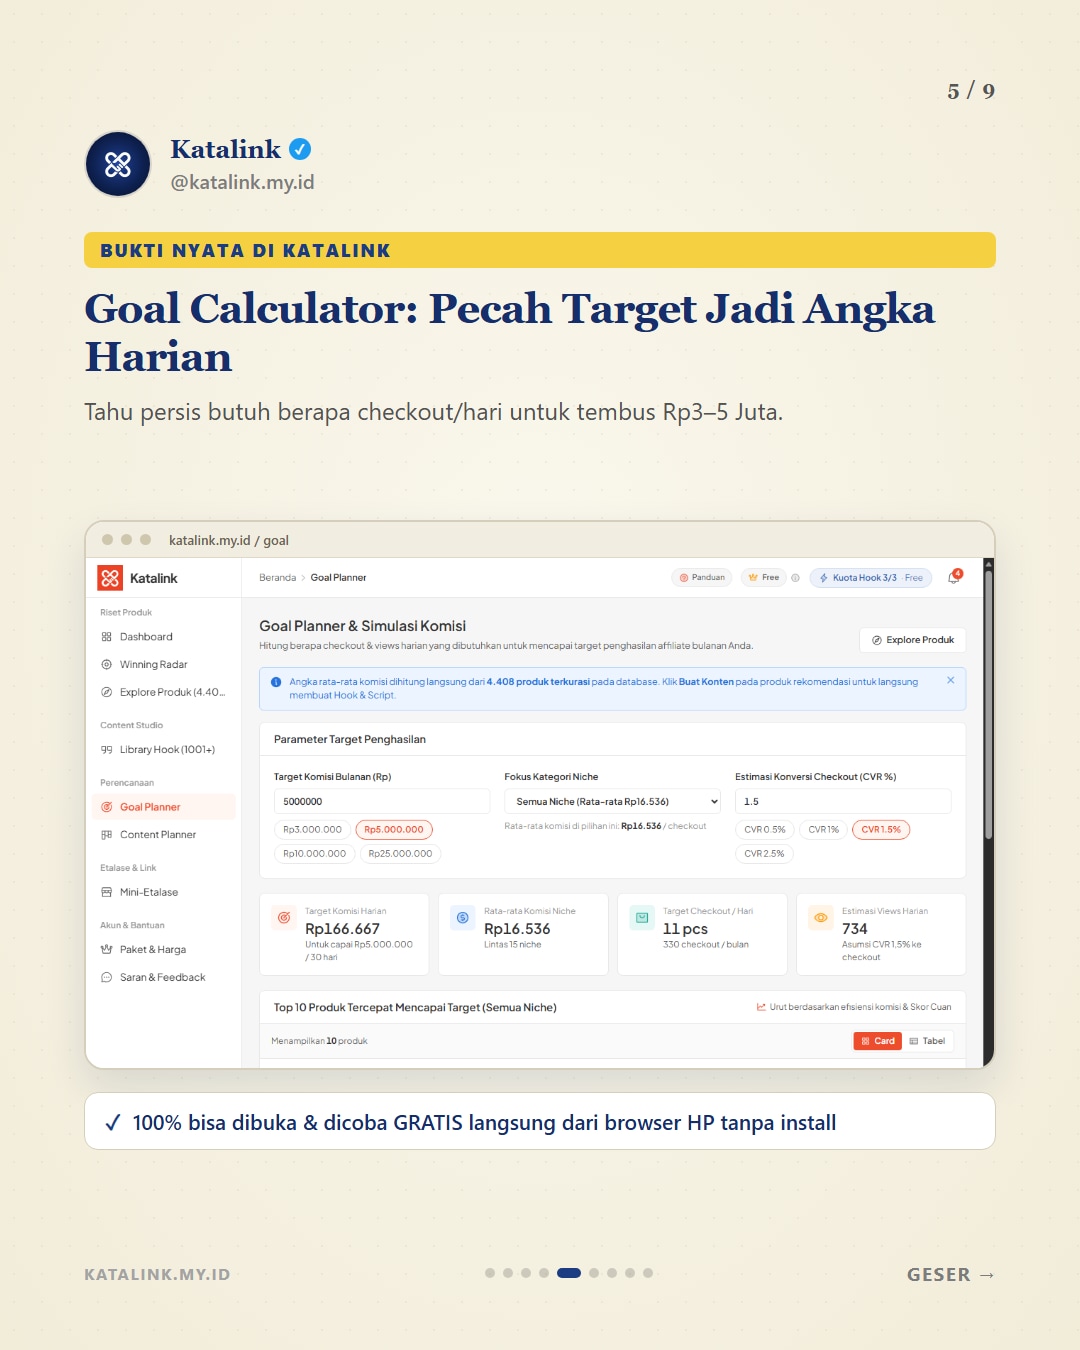 5 / 9
Katalink
@katalink.my.id
BUKTI NYATA DI KATALINK
Goal Calculator: Pecah Target Jadi Angka
Harian
Tahu persis butuh berapa checkout/hari untuk tembus Rp3–5 Juta.
katalink.my.id / goal
Katalink
Beranda > Goal Planner
Panduan
Free
Kuota Hook 3/3 · Free
4
Riset Produk
Dashboard
Winning Radar
Explore Produk (4.40...
Content Studio
Library Hook (1001+)
Perencanaan
Goal Planner
Content Planner
Etalase & Link
Mini-Etalase
Akun & Bantuan
Paket & Harga
Saran & Feedback
Goal Planner & Simulasi Komisi
Hitung berapa checkout & views harian yang dibutuhkan untuk mencapai target penghasilan affiliate bulanan Anda.
Explore Produk
Angka rata-rata komisi dihitung langsung dari 4.408 produk terkurasi pada database. Klik Buat Konten pada produk rekomendasi untuk langsung
membuat Hook & Script.
Parameter Target Penghasilan
Target Komisi Bulanan (Rp)
5000000
Rp3.000.000 Rp5.000.000
Rp10.000.000 Rp25.000.000
Fokus Kategori Niche
Semua Niche (Rata-rata Rp16.536)
Rata-rata komisi di pilihan ini: Rp16.536 / checkout
Estimasi Konversi Checkout (CVR %)
1.5
CVR 0.5% CVR 1% CVR 1.5%
CVR 2.5%
Target Komisi Harian
Rp166.667
Untuk capai Rp5.000.000
/ 30 hari
Rata-rata Komisi Niche
Rp16.536
Lintas 15 niche
Target Checkout / Hari
11 pcs
330 checkout / bulan
Estimasi Views Harian
734
Asumsi CVR 1.5% ke
checkout
Top 10 Produk Tercepat Mencapai Target (Semua Niche)
Urut berdasarkan efisiensi komisi & Skor Cuan
Menampilkan 10 produk
Card
Tabel
✓ 100% bisa dibuka & dicoba GRATIS langsung dari browser HP tanpa install
KATALINK.MY.ID
GESER →